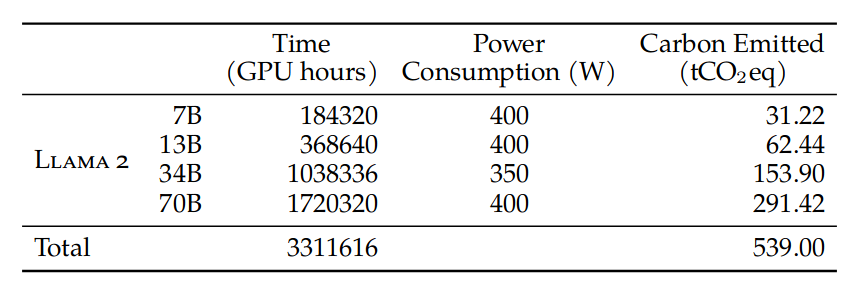 Time Power Carbon Emitted
(GPU hours) Consumption (W) (tCO₂eq)
7B 184320 400 31.22
13B 368640 400 62.44
LLAMA 2
34B 1038336 350 153.90
70B 1720320 400 291.42
Total 3311616 539.00